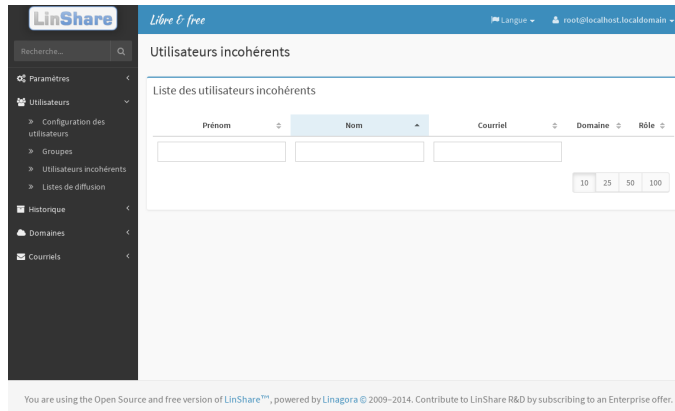 LinShare
Libre & free
Langue
root@localhost.localdomain
Recherche...
Utilisateurs incohérents
Paramètres
Utilisateurs
Configuration des utilisateurs
Groupes
Utilisateurs incohérents
Listes de diffusion
Historique
Domaines
Courriels
Liste des utilisateurs incohérents
Prénom Nom Courriel Domaine Rôle
10 25 50 100
You are using the Open Source and free version of LinShare™, powered by Linagora © 2009–2014. Contribute to LinShare R&D by subscribing to an Enterprise offer.